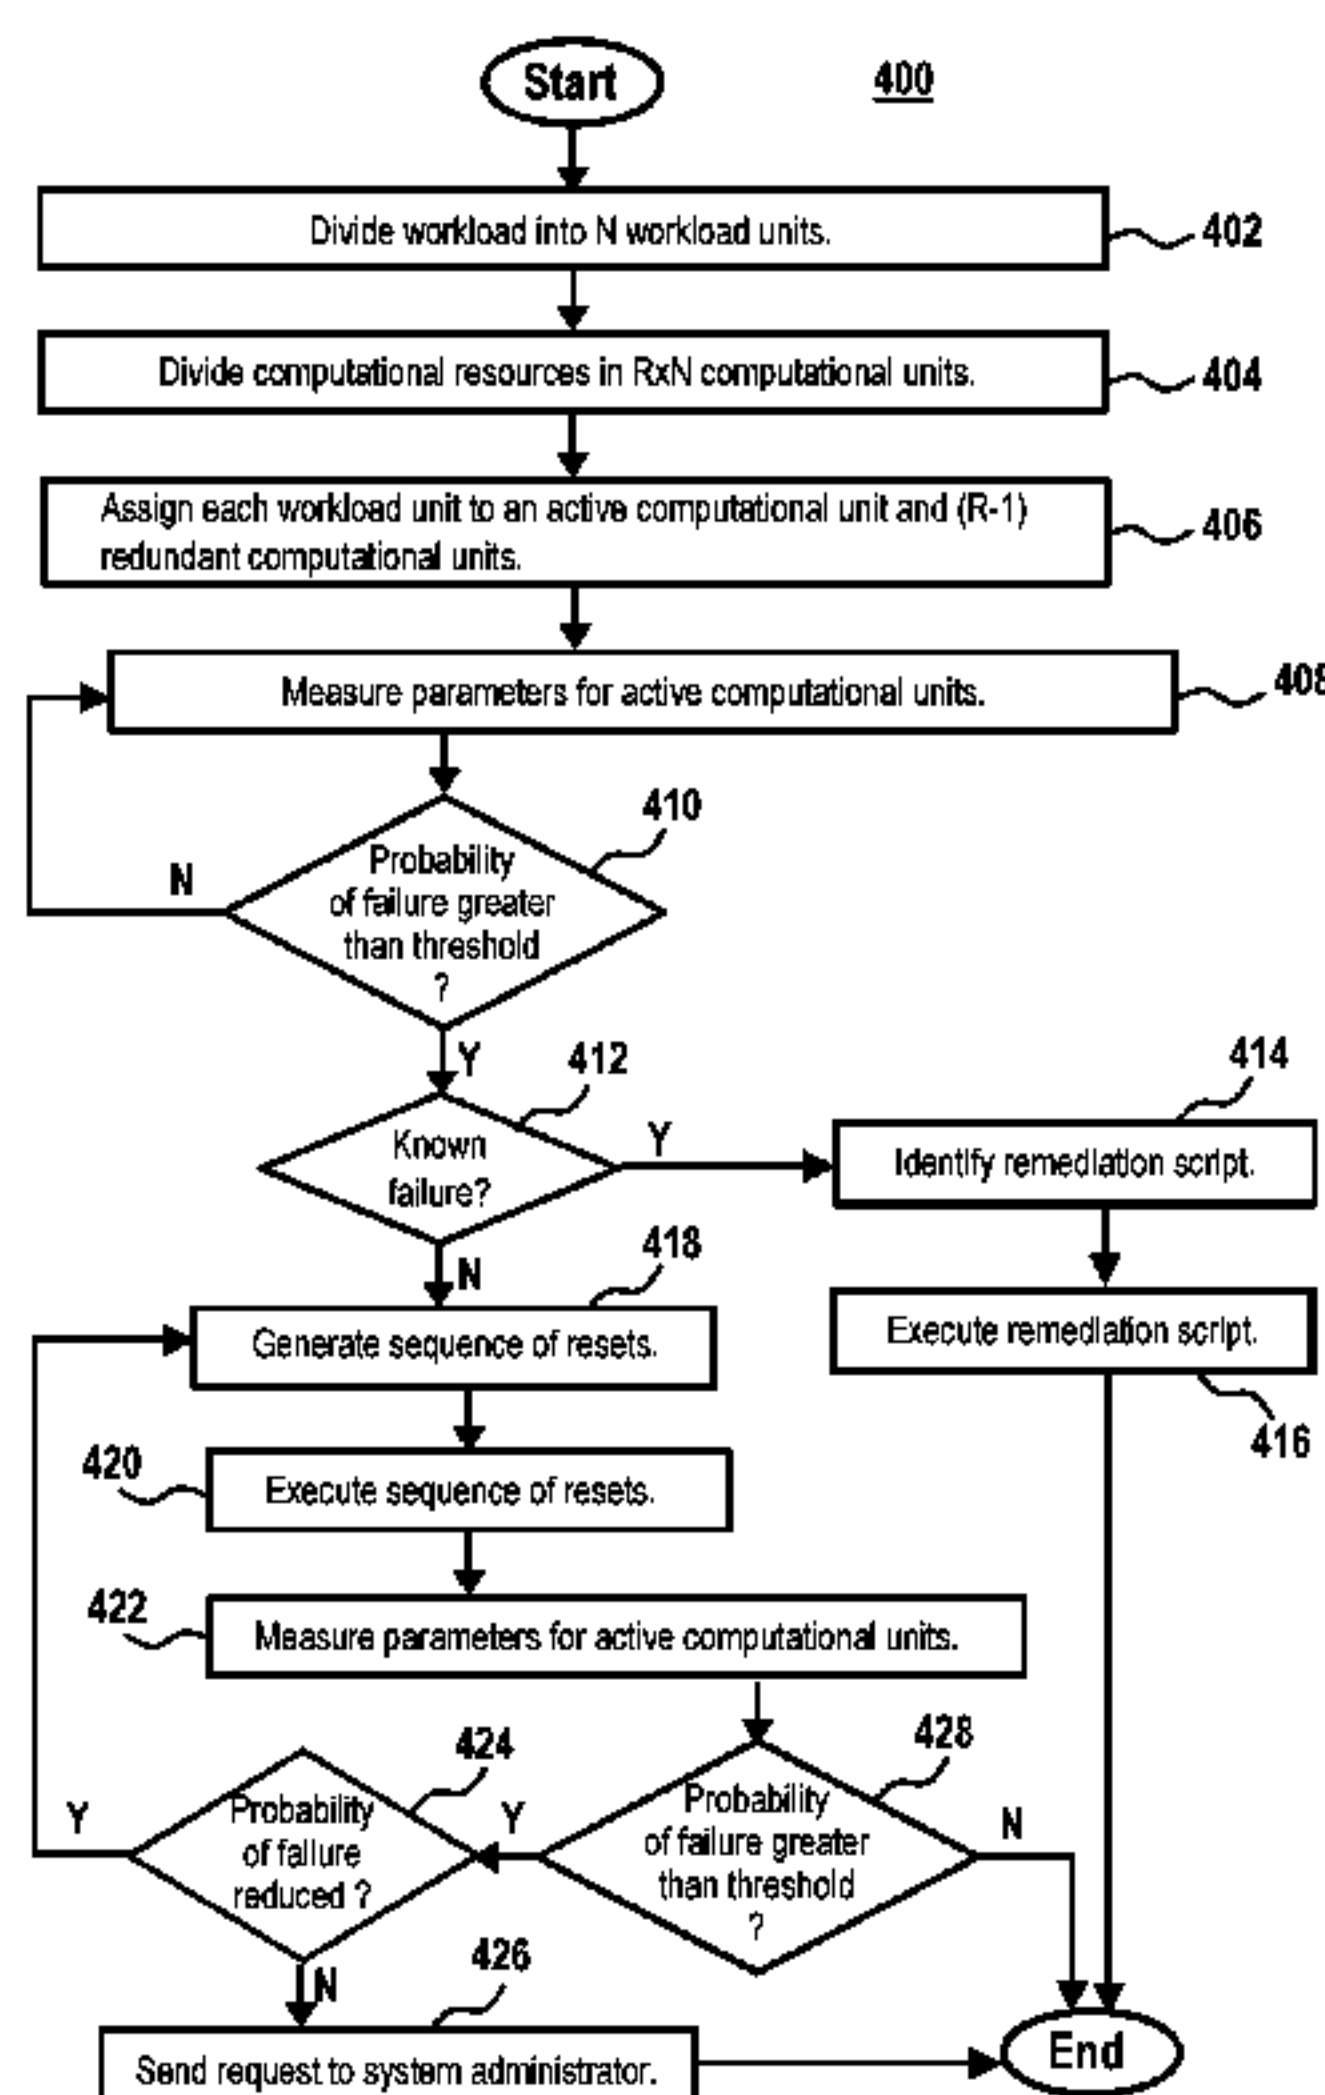 Start
400
Divide workload into N workload units.
402
Divide computational resources in RxN computational units.
404
Assign each workload unit to an active computational unit and (R-1)
redundant computational units.
406
Measure parameters for active computational units.
408
410
Probability
of failure greater
than threshold
?
N
Y
412
Known
failure?
Y
414
Identify remediation script.
N
418
Generate sequence of resets.
Execute remediation script.
416
420
Execute sequence of resets.
422
Measure parameters for active computational units.
424
428
Probability
of failure
reduced ?
Y
Y
Probability
of failure greater
than threshold
?
N
N
426
Send request to system administrator.
End